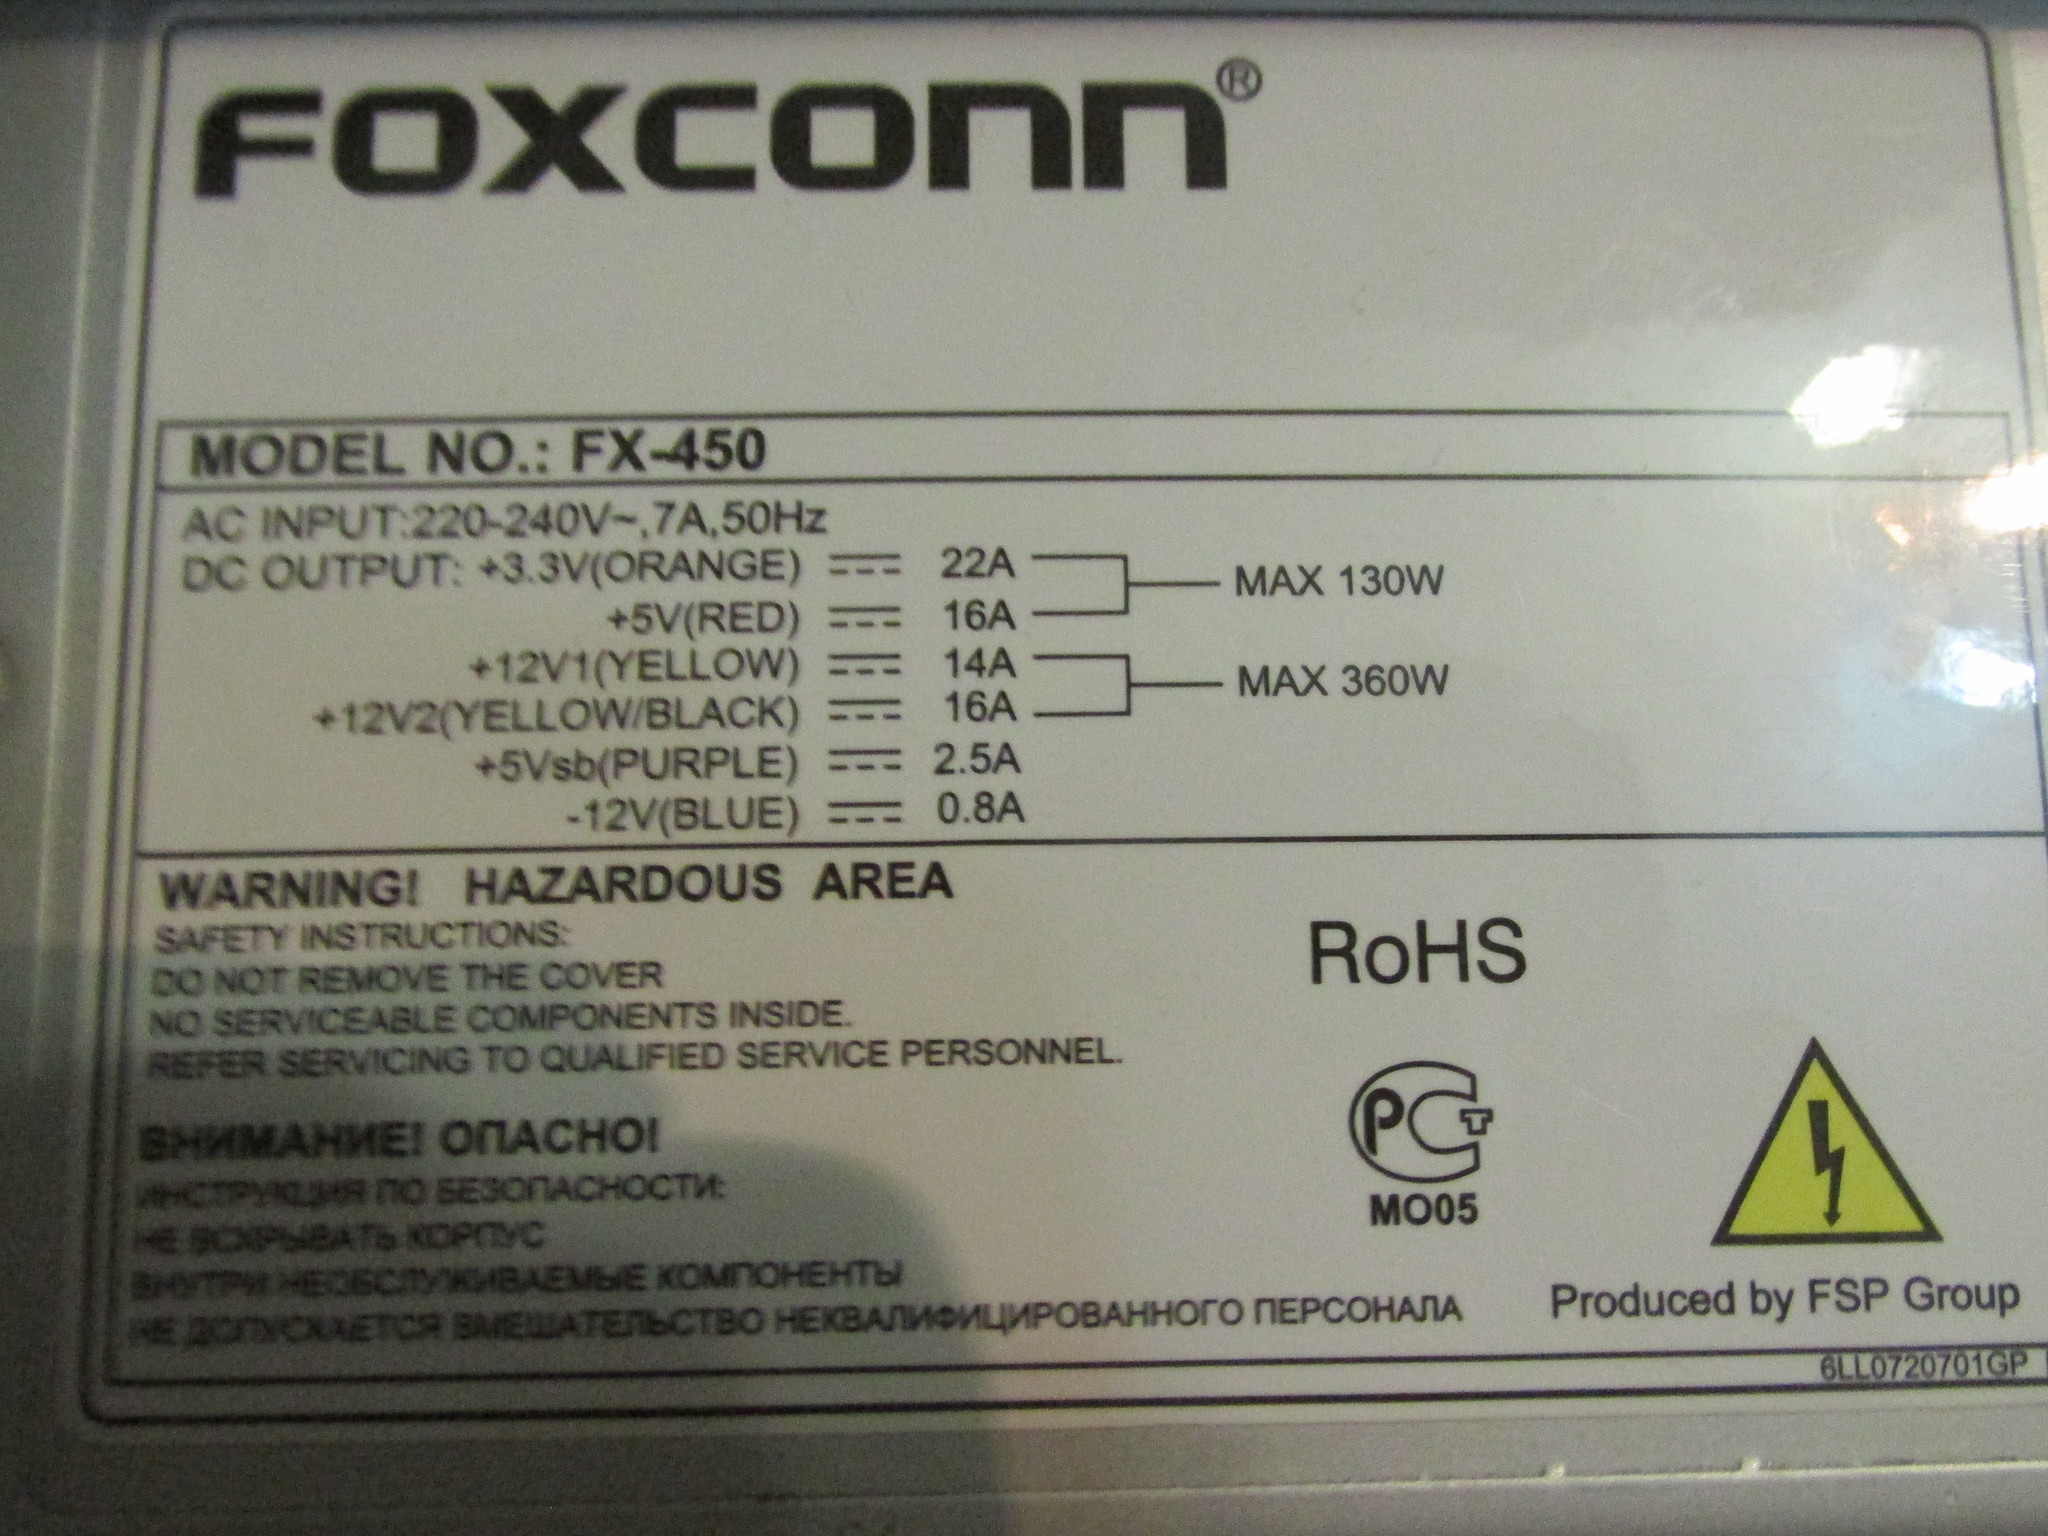 FOXCONN®
MODEL NO.: FX-450
AC INPUT:220-240V~,7A,50Hz
DC OUTPUT: +3.3V(ORANGE) 22A
+5V(RED) 16A
MAX 130W
+12V1(YELLOW) 14A
+12V2(YELLOW/BLACK) 16A
MAX 360W
+5Vsb(PURPLE) 2.5A
-12V(BLUE) 0.8A
WARNING! HAZARDOUS AREA
SAFETY INSTRUCTIONS:
DO NOT REMOVE THE COVER
NO SERVICEABLE COMPONENTS INSIDE.
REFER SERVICING TO QUALIFIED SERVICE PERSONNEL.
RoHS
ВНИМАНИЕ! ОПАСНО!
ИНСТРУКЦИЯ ПО БЕЗОПАСНОСТИ:
НЕ ВСКРЫВАТЬ КОРПУС
ВНУТРИ НЕОБСЛУЖИВАЕМЫЕ КОМПОНЕНТЫ
НЕ ДОПУСКАЕТСЯ ВМЕШАТЕЛЬСТВО НЕКВАЛИФИЦИРОВАННОГО ПЕРСОНАЛА
РСТ
МО05
Produced by FSP Group
6LL0720701GP